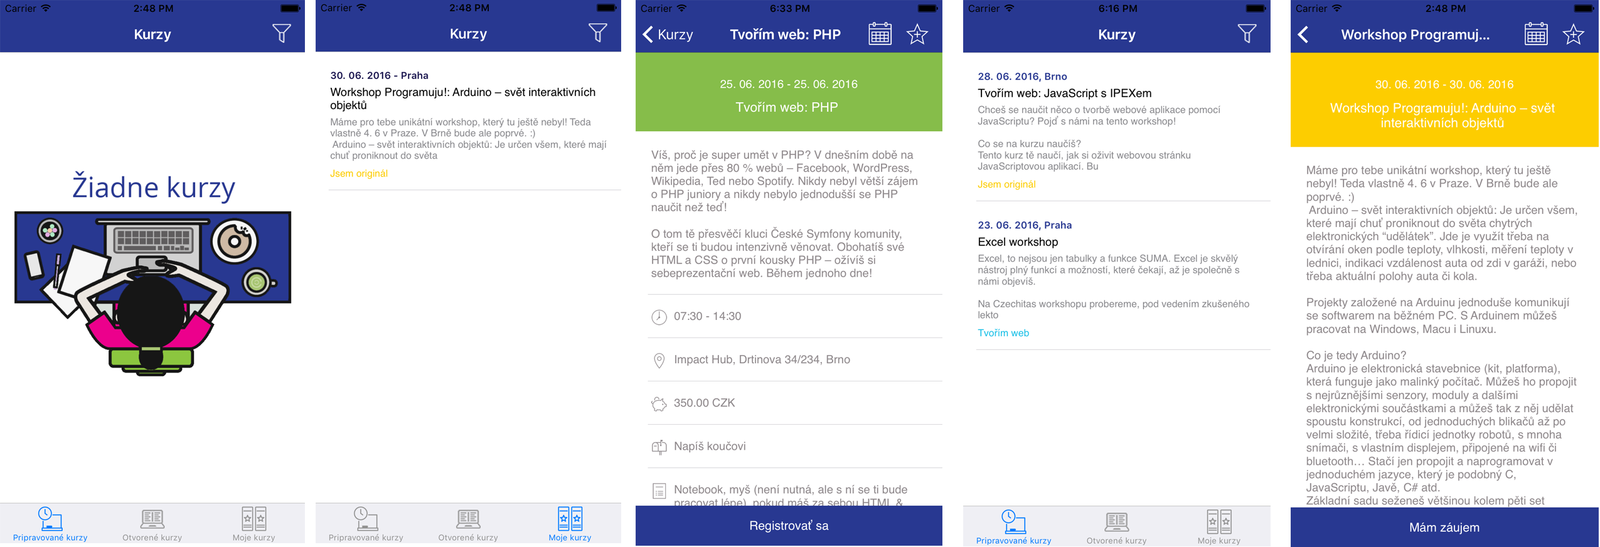 Carrier 2:48 PM
Kurzy
Žiadne kurzy
Pripravované kurzy Otvorené kurzy Moje kurzy
Carrier 2:48 PM
Kurzy
30. 06. 2016 - Praha
Workshop Programuju!: Arduino – svět interaktivních
objektů
Máme pro tebe unikátní workshop, který tu ještě nebyl! Teda
vlastně 4. 6 v Praze. V Brně bude ale poprvé. :)
Arduino – svět interaktivních objektů: Je určen všem, které mají
chuť proniknout do světa
Jsem originál
Pripravované kurzy Otvorené kurzy Moje kurzy
Carrier 6:33 PM
Kurzy Tvořím web: PHP
25. 06. 2016 - 25. 06. 2016
Tvořím web: PHP
Víš, proč je super umět v PHP? V dnešním době na
něm jede přes 80 % webů – Facebook, WordPress,
Wikipedia, Ted nebo Spotify. Nikdy nebyl větší zájem
o PHP juniory a nikdy nebylo jednodušší se PHP
naučit než teď!
O tom tě přesvěčí kluci České Symfony komunity,
kteří se ti budou intenzivně věnovat. Obohatíš své
HTML a CSS o první kousky PHP – oživíš si
sebeprezentační web. Během jednoho dne!
07:30 - 14:30
Impact Hub, Drtinova 34/234, Brno
350.00 CZK
Napíš koučovi
Notebook, myš (není nutná, ale s ní se ti bude
pracovat lépe), pokud máš za sebou HTML &
Registrovať sa
Carrier 6:16 PM
Kurzy
28. 06. 2016, Brno
Tvořím web: JavaScript s IPEXem
Chceš se naučit něco o tvorbě webové aplikace pomocí
JavaScriptu? Pojď s námi na tento workshop!
Co se na kurzu naučíš?
Tento kurz tě naučí, jak si oživit webovou stránku
JavaScriptovou aplikací. Bu
Jsem originál
23. 06. 2016, Praha
Excel workshop
Excel, to nejsou jen tabulky a funkce SUMA. Excel je skvělý
nástroj plný funkcí a možností, které čekají, až je společně s
námi objevíš.
Na Czechitas workshopu probereme, pod vedením zkušeného
lekto
Tvořím web
Pripravované kurzy Otvorené kurzy Moje kurzy
Carrier 2:48 PM
Workshop Programuj...
30. 06. 2016 - 30. 06. 2016
Workshop Programuju!: Arduino – svět
interaktivních objektů
Máme pro tebe unikátní workshop, který tu ještě
nebyl! Teda vlastně 4. 6 v Praze. V Brně bude ale
poprvé. :)
Arduino – svět interaktivních objektů: Je určen všem,
které mají chuť proniknout do světa chytrých
elektronických “udělátek”. Jde je využít třeba na
otvírání oken podle teploty, vlhkosti, měření teploty v
lednici, indikaci vzdálenost auta od zdi v garáži, nebo
třeba aktuální polohy auta či kola.
Projekty založené na Arduinu jednoduše komunikují
se softwarem na běžném PC. S Arduinem můžeš
pracovat na Windows, Macu i Linuxu.
Co je tedy Arduino?
Arduino je elektronická stavebnice (kit, platforma),
která funguje jako malinký počítač. Můžeš ho propojit
s nejrůznějšími senzory, moduly a dalšími
elektronickými součástkami a můžeš tak z něj udělat
spoustu konstrukcí, od jednoduchých blikačů až po
velmi složité, třeba řídicí jednotky robotů, s mnoha
snímači, s vlastním displejem, připojené na wifi či
bluetooth... Stačí jen propojit a naprogramovat v
jednoduchém jazyce, který je podobný C,
JavaScriptu, Javě, C# atd.
Základní sadu seženeš většinou kolem pěti set
Mám záujem